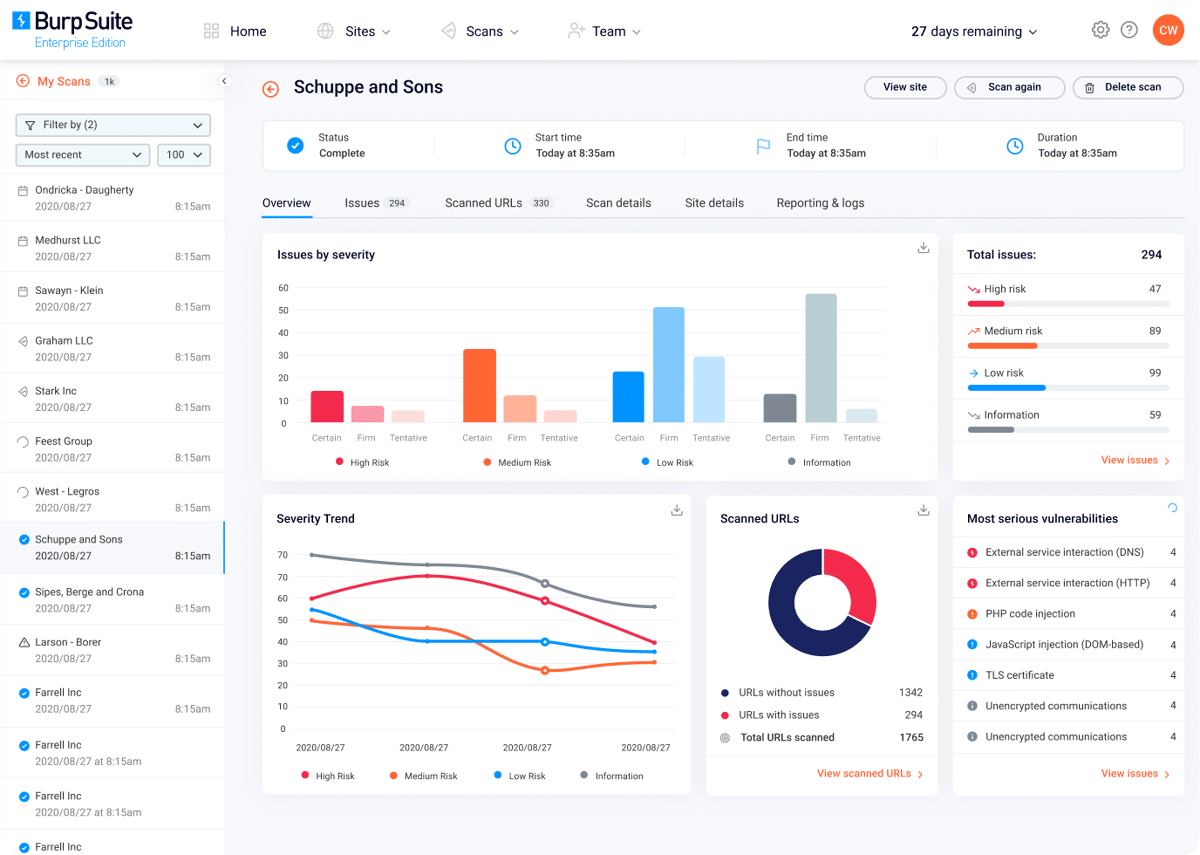 BurpSuite
Enterprise Edition
Home
Sites
Scans
Team
27 days remaining
CW
My Scans 1k
Filter by (2)
Most recent
100
Ondricka - Daugherty
2020/08/27 8:15am
Medhurst LLC
2020/08/27 8:15am
Sawayn - Klein
2020/08/27 8:15am
Graham LLC
2020/08/27 8:15am
Stark Inc
2020/08/27 8:15am
Feest Group
2020/08/27 8:15am
West - Legros
2020/08/27 8:15am
Schuppe and Sons
2020/08/27 8:15am
Sipes, Berge and Crona
2020/08/27 8:15am
Larson - Borer
2020/08/27 8:15am
Farrell Inc
2020/08/27 8:15am
Farrell Inc
2020/08/27 at 8:15am
Farrell Inc
2020/08/27 at 8:15am
Farrell Inc
Schuppe and Sons
View site
Scan again
Delete scan
Status
Complete
Start time
Today at 8:35am
End time
Today at 8:35am
Duration
Today at 8:35am
Overview
Issues 294
Scanned URLs 330
Scan details
Site details
Reporting & logs
Issues by severity
60
50
40
30
20
10
0
Certain Firm Tentative
Certain Firm Tentative
Certain Firm Tentative
Certain Firm Tentative
High Risk
Medium Risk
Low Risk
Information
Total issues: 294
High risk 47
Medium risk 89
Low risk 99
Information 59
View issues
Severity Trend
70
70
60
50
40
30
20
10
0
2020/08/27 2020/08/27 2020/08/27 2020/08/27
High Risk
Medium Risk
Low Risk
Information
Scanned URLs
URLs without issues 1342
URLs with issues 294
Total URLs scanned 1765
View scanned URLs
Most serious vulnerabilities
External service interaction (DNS) 4
External service interaction (HTTP) 4
PHP code injection 4
JavaScript injection (DOM-based) 4
TLS certificate 4
Unencrypted communications 4
Unencrypted communications 4
View issues